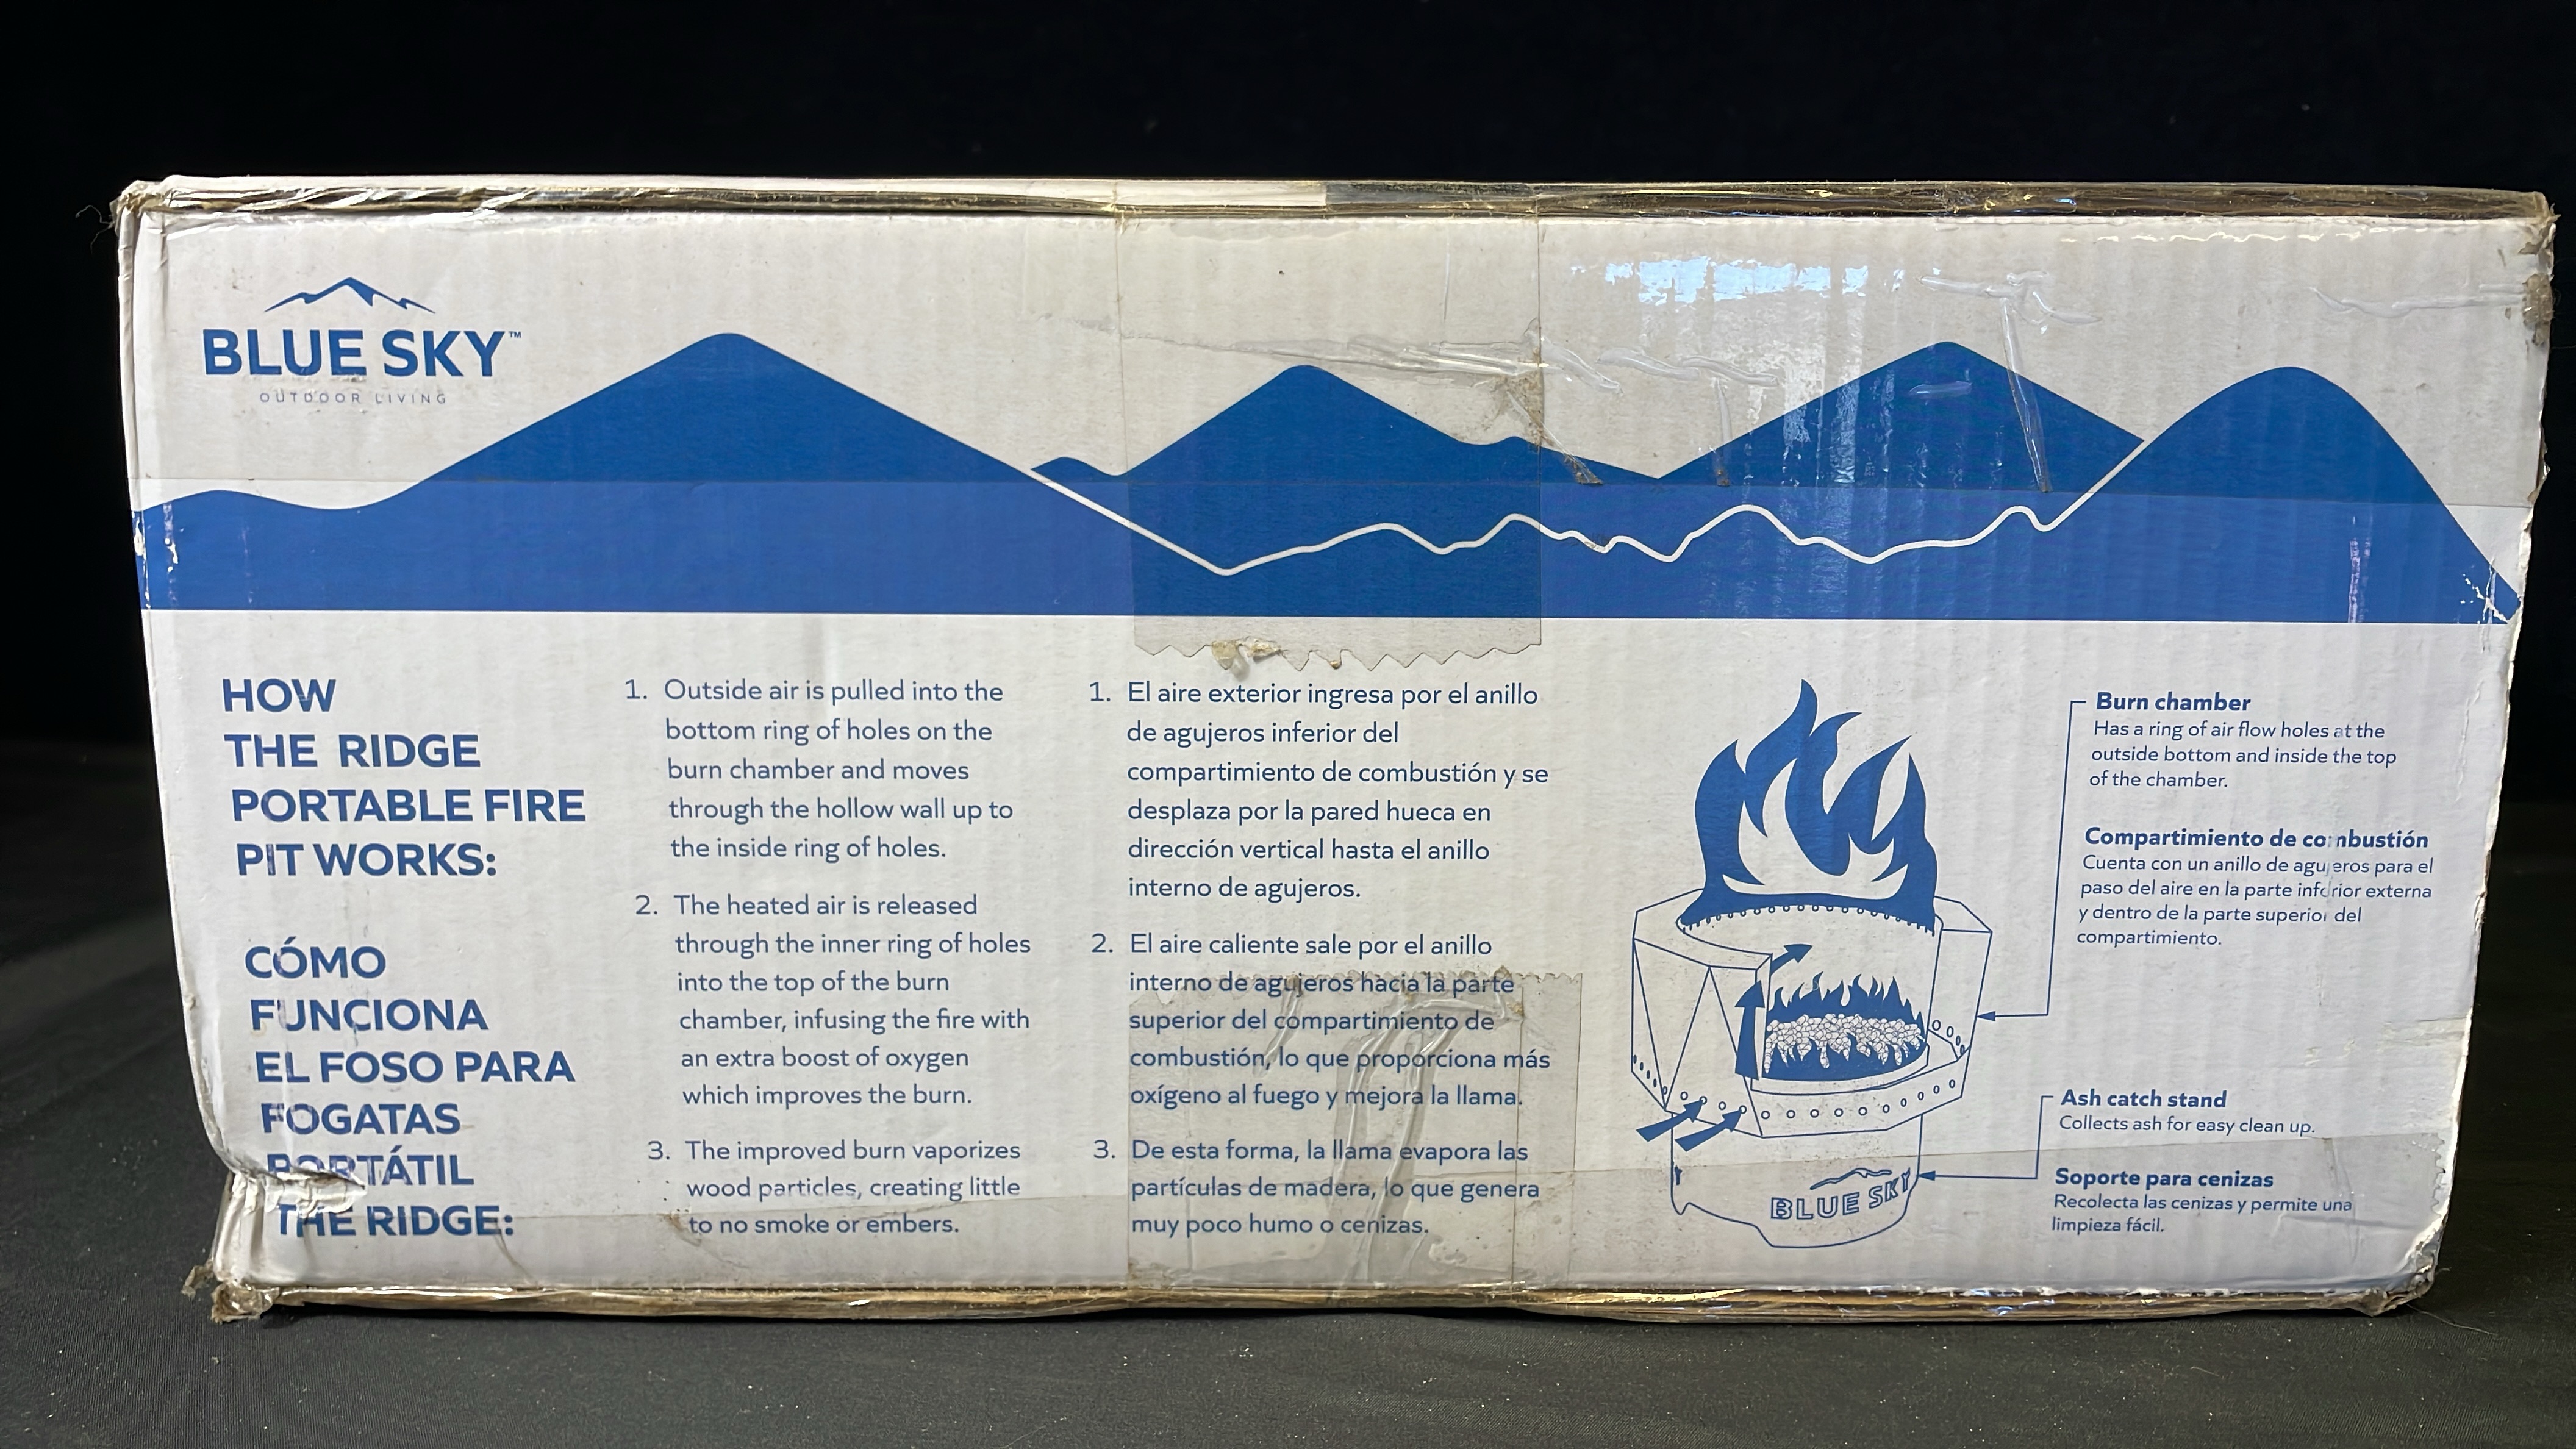 BLUE SKY™
OUTDOOR LIVING
HOW
THE RIDGE
PORTABLE FIRE
PIT WORKS:
CÓMO
FUNCIONA
EL FOSO PARA
FOGATAS
PORTÁTIL
THE RIDGE:
1. Outside air is pulled into the
bottom ring of holes on the
burn chamber and moves
through the hollow wall up to
the inside ring of holes.
2. The heated air is released
through the inner ring of holes
into the top of the burn
chamber, infusing the fire with
an extra boost of oxygen
which improves the burn.
3. The improved burn vaporizes
wood particles, creating little
to no smoke or embers.
1. El aire exterior ingresa por el anillo
de agujeros inferior del
compartimiento de combustión y se
desplaza por la pared hueca en
dirección vertical hasta el anillo
interno de agujeros.
2. El aire caliente sale por el anillo
interno de agujeros hacia la parte
superior del compartimiento de
combustión, lo que proporciona más
oxígeno al fuego y mejora la llama.
3. De esta forma, la llama evapora las
partículas de madera, lo que genera
muy poco humo o cenizas.
Burn chamber
Has a ring of air flow holes at the
outside bottom and inside the top
of the chamber.
Compartimiento de combustión
Cuenta con un anillo de agujeros para el
paso del aire en la parte inferior externa
y dentro de la parte superior del
compartimiento.
Ash catch stand
Collects ash for easy clean up.
Soporte para cenizas
Recolecta las cenizas y permite una
limpieza fácil.
BLUE SKY